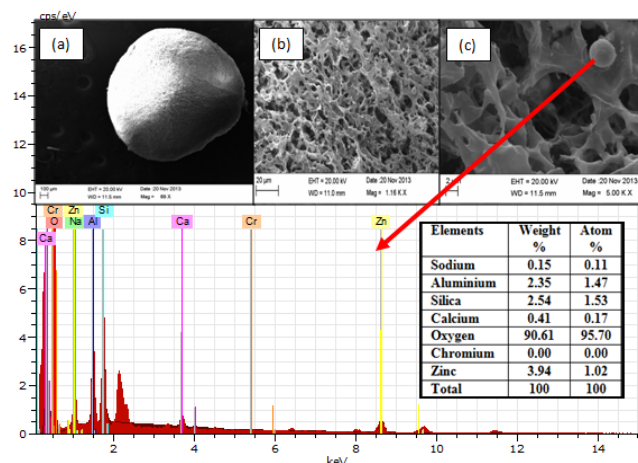 cps/eV
(a)
(b)
(c)
100 µm EHT = 20.00 kV Date :20 Nov 2013
WD = 11.5 mm
20 µm EHT = 20.00 kV Date :20 Nov 2013
WD = 11.0 mm Mag = 1.16 K X
2 µm EHT = 20.00 kV Date :20 Nov 2013
WD = 11.5 mm Mag = 5.00 K X
16
14
12
10
8
6
4
2
0
Cr Zn Si
O Na Al Ca Cr Zn
Ca
Elements Weight % Atom %
Sodium 0.15 0.11
Aluminium 2.35 1.47
Silica 2.54 1.53
Calcium 0.41 0.17
Oxygen 90.61 95.70
Chromium 0.00 0.00
Zinc 3.94 1.02
Total 100 100
2 4 6 8 10 12 14
keV